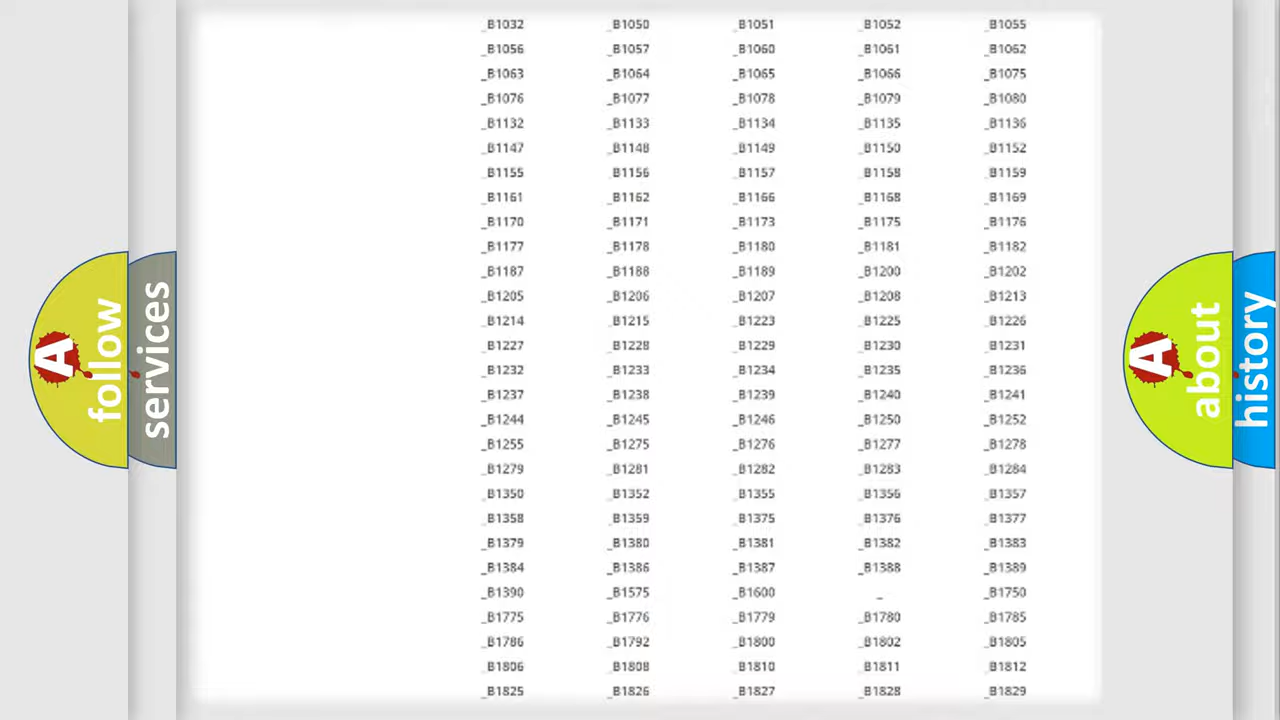 _B1032 _B1050 _B1051 _B1052 _B1055
_B1056 _B1057 _B1060 _B1061 _B1062
_B1063 _B1064 _B1065 _B1066 _B1075
_B1076 _B1077 _B1078 _B1079 _B1080
_B1132 _B1133 _B1134 _B1135 _B1136
_B1147 _B1148 _B1149 _B1150 _B1152
_B1155 _B1156 _B1157 _B1158 _B1159
_B1161 _B1162 _B1166 _B1168 _B1169
_B1170 _B1171 _B1173 _B1175 _B1176
_B1177 _B1178 _B1180 _B1181 _B1182
_B1187 _B1188 _B1189 _B1200 _B1202
_B1205 _B1206 _B1207 _B1208 _B1213
_B1214 _B1215 _B1223 _B1225 _B1226
_B1227 _B1228 _B1229 _B1230 _B1231
_B1232 _B1233 _B1234 _B1235 _B1236
_B1237 _B1238 _B1239 _B1240 _B1241
_B1244 _B1245 _B1246 _B1250 _B1252
_B1255 _B1275 _B1276 _B1277 _B1278
_B1279 _B1281 _B1282 _B1283 _B1284
_B1350 _B1352 _B1355 _B1356 _B1357
_B1358 _B1359 _B1375 _B1376 _B1377
_B1379 _B1380 _B1381 _B1382 _B1383
_B1384 _B1386 _B1387 _B1388 _B1389
_B1390 _B1575 _B1600 _ _B1750
_B1775 _B1776 _B1779 _B1780 _B1785
_B1786 _B1792 _B1800 _B1802 _B1805
_B1806 _B1808 _B1810 _B1811 _B1812
_B1825 _B1826 _B1827 _B1828 _B1829
A follow
services
A about
history